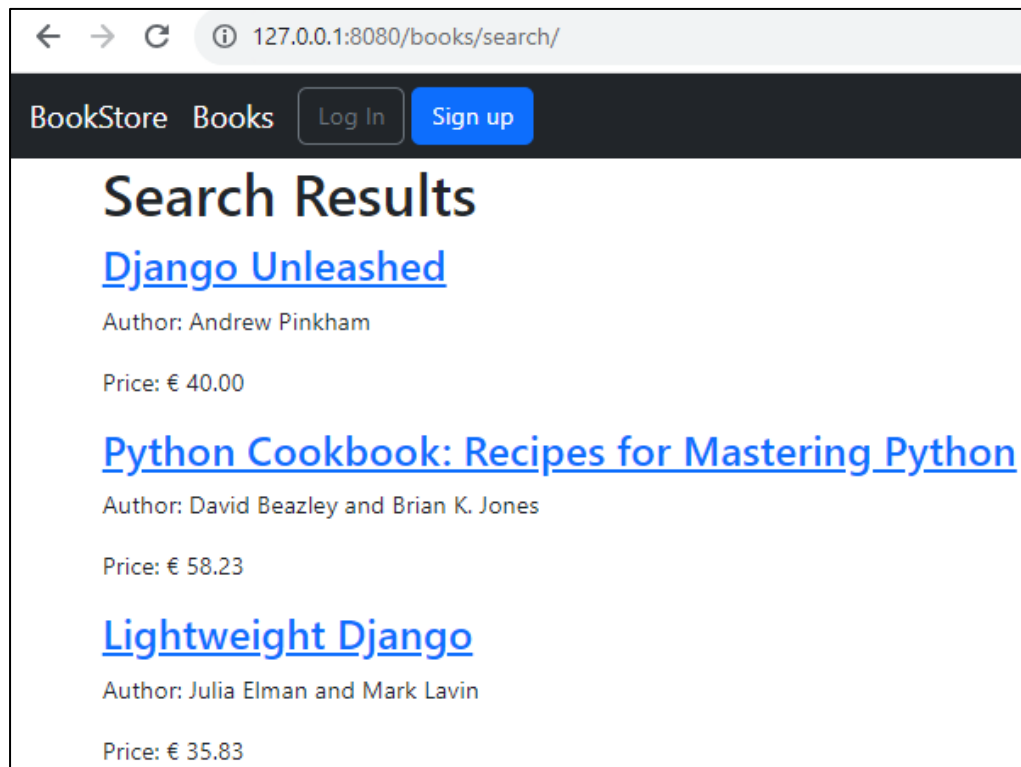 127.0.0.1:8080/books/search/
BookStore Books Log In Sign up
Search Results
Django Unleashed
Author: Andrew Pinkham
Price: € 40.00
Python Cookbook: Recipes for Mastering Python
Author: David Beazley and Brian K. Jones
Price: € 58.23
Lightweight Django
Author: Julia Elman and Mark Lavin
Price: € 35.83